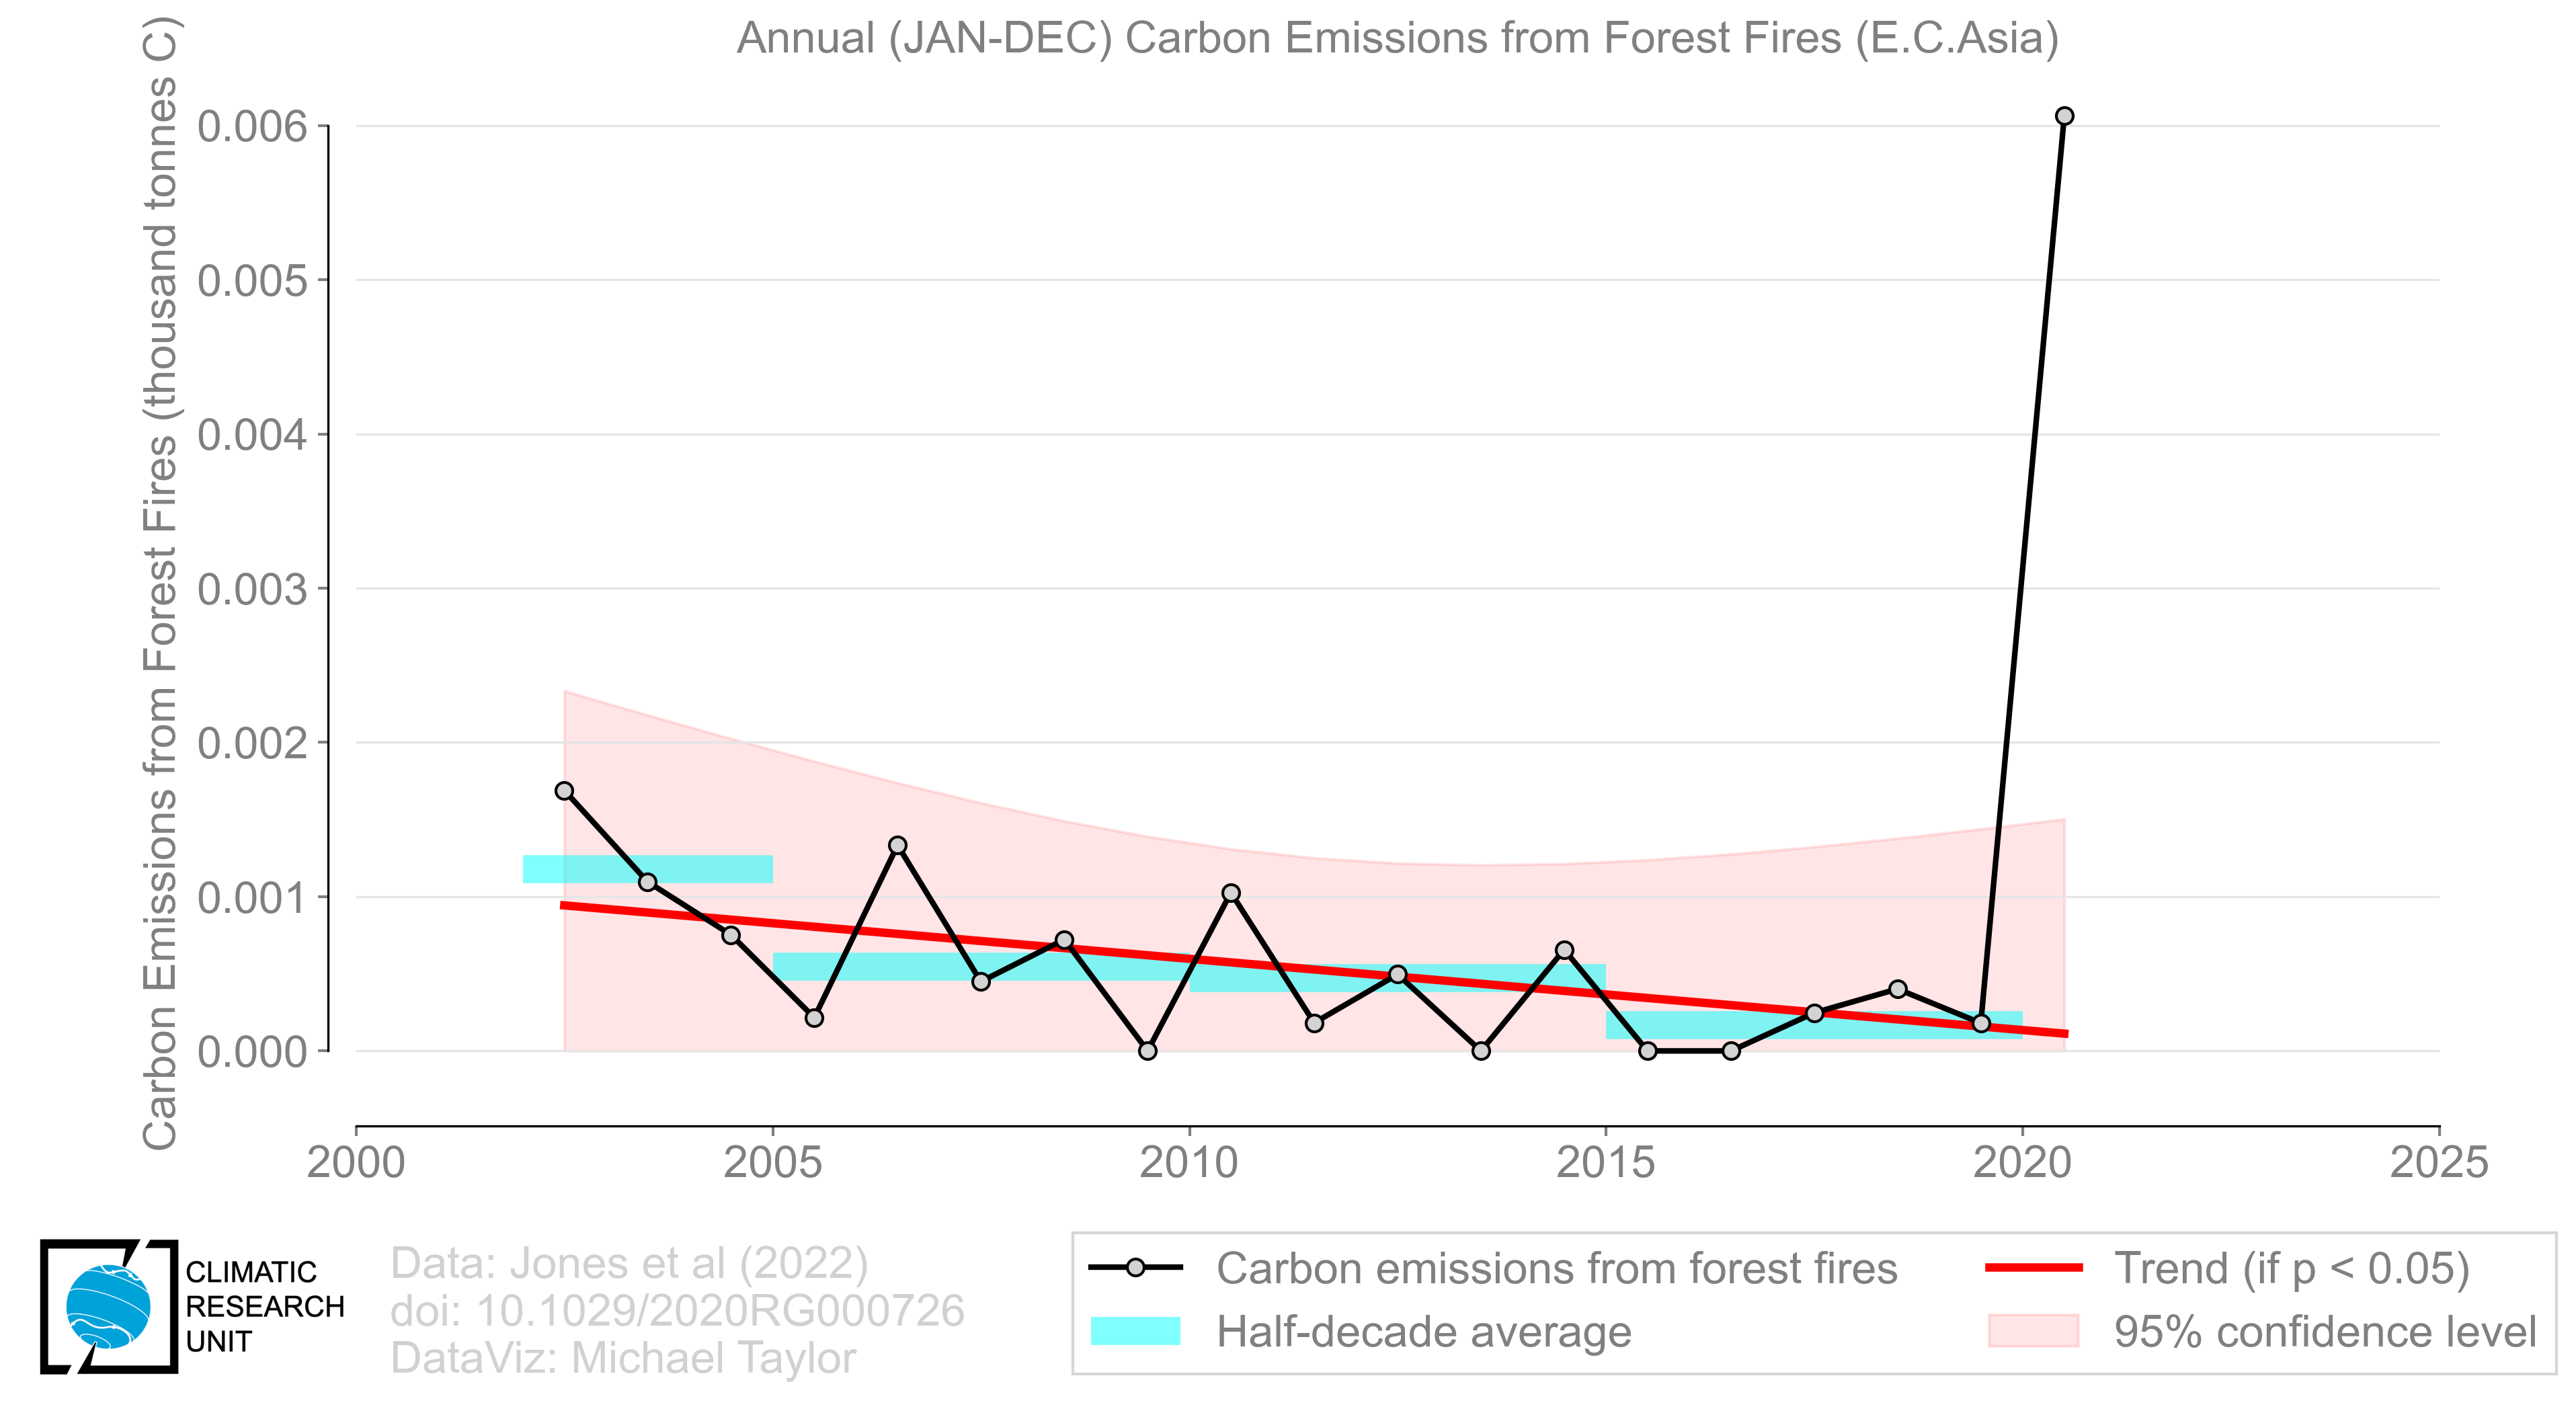 Annual (JAN-DEC) Carbon Emissions from Forest Fires (E.C.Asia)
Carbon Emissions from Forest Fires (thousand tonnes C)
0.006
0.005
0.004
0.003
0.002
0.001
0.000
2000 2005 2010 2015 2020 2025
CLIMATIC
RESEARCH
UNIT
Data: Jones et al (2022)
doi: 10.1029/2020RG000726
DataViz: Michael Taylor
Carbon emissions from forest fires
Half-decade average
Trend (if p < 0.05)
95% confidence level